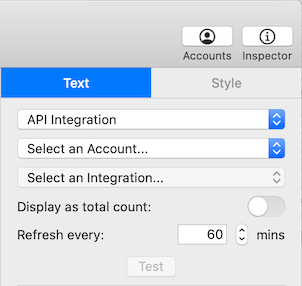 Accounts Inspector
Text Style
API Integration
Select an Account...
Select an Integration...
Display as total count:
Refresh every: 60 mins
Test